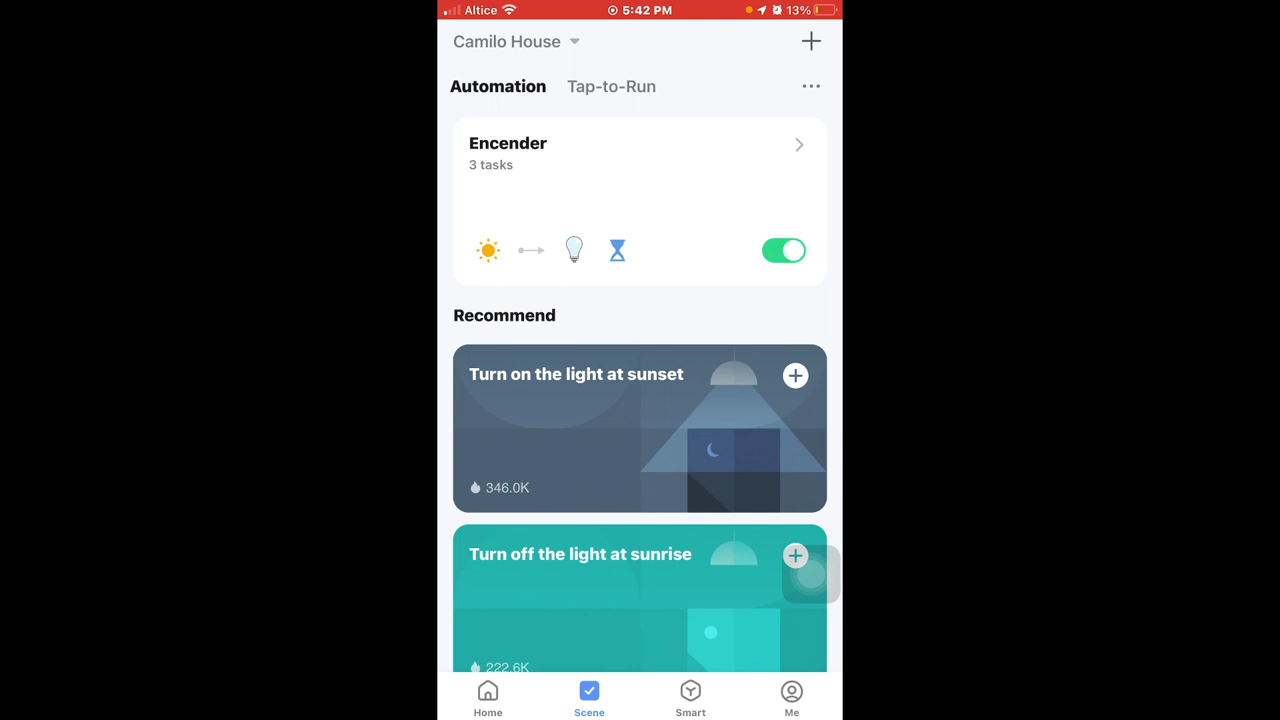 Altice 5:42 PM 13%
Camilo House
Automation Tap-to-Run
Encender
3 tasks
Recommend
Turn on the light at sunset
346.0K
Turn off the light at sunrise
222.6K
Home Scene Smart Me